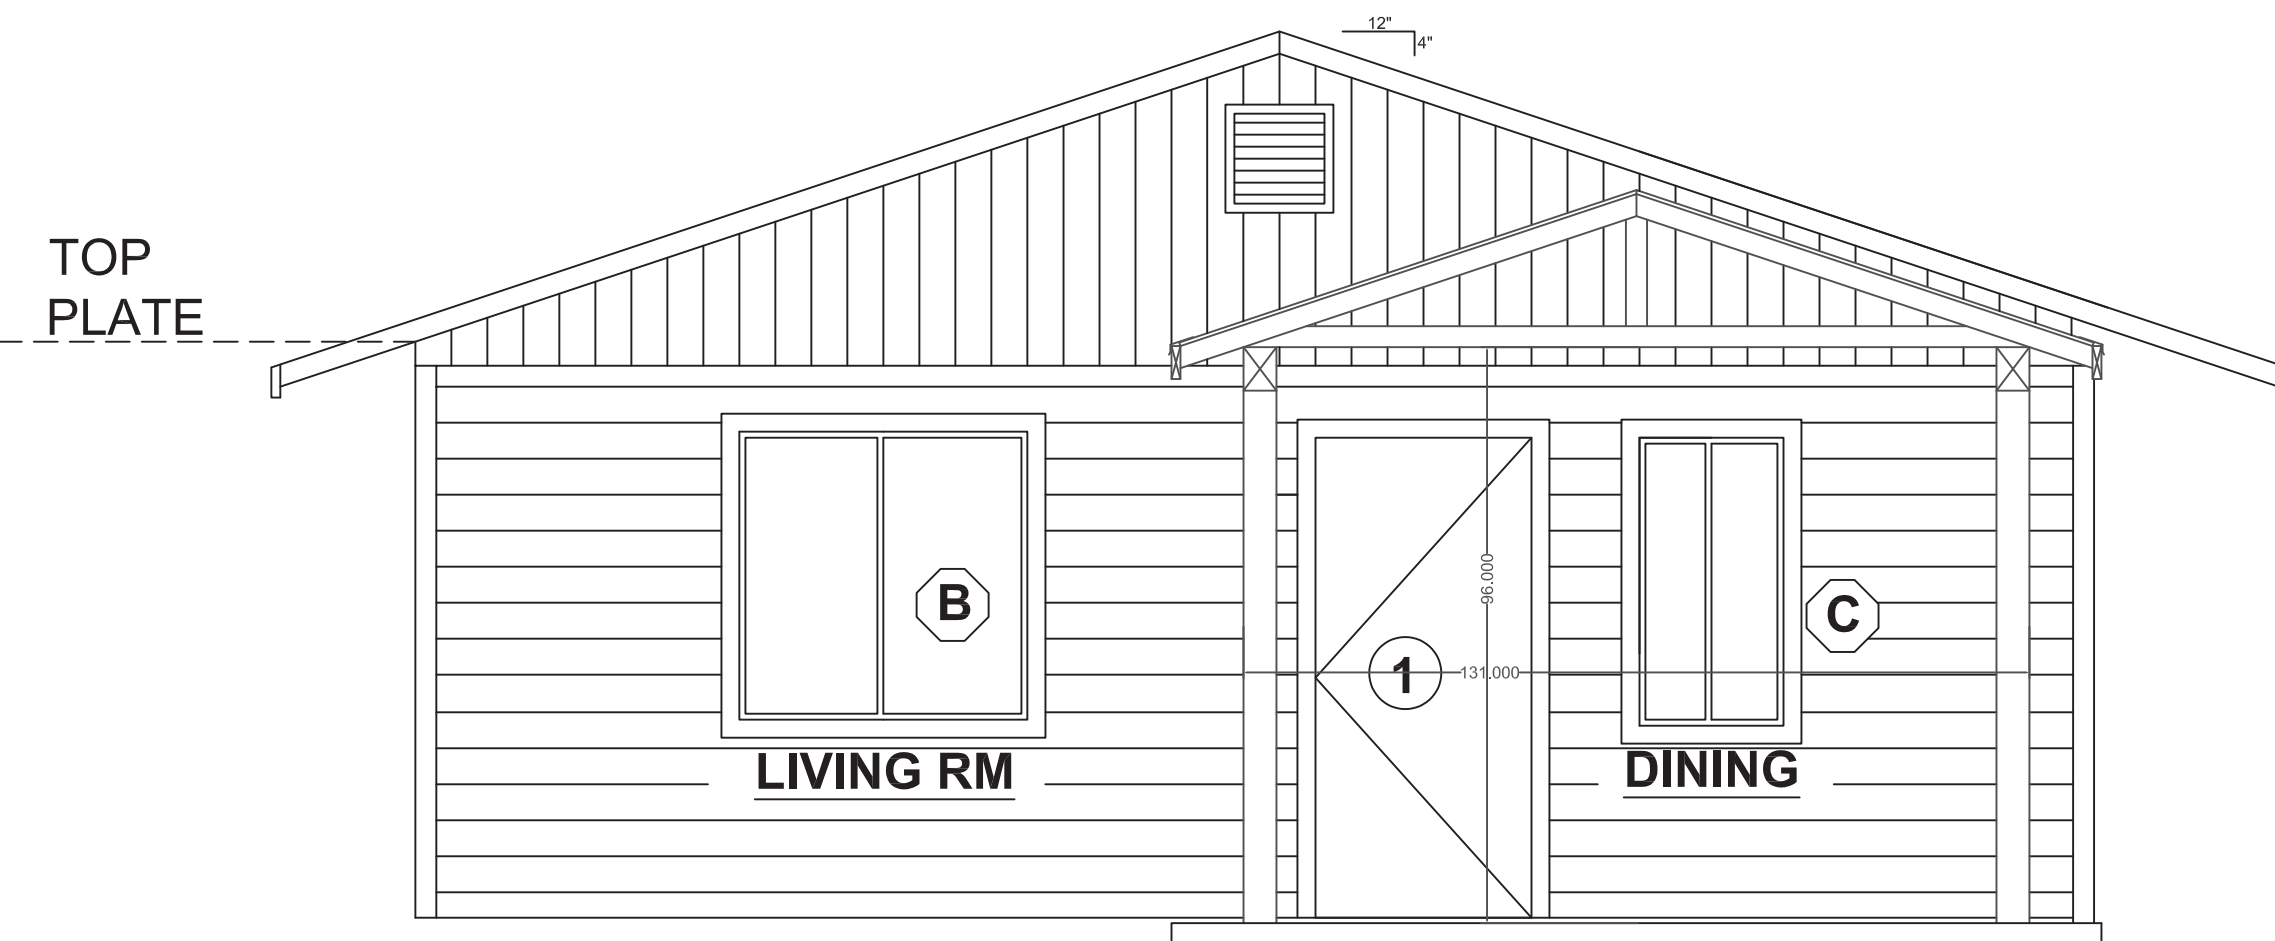 12"
4"
TOP
PLATE
96.000
B
C
1
131.000
LIVING RM
DINING